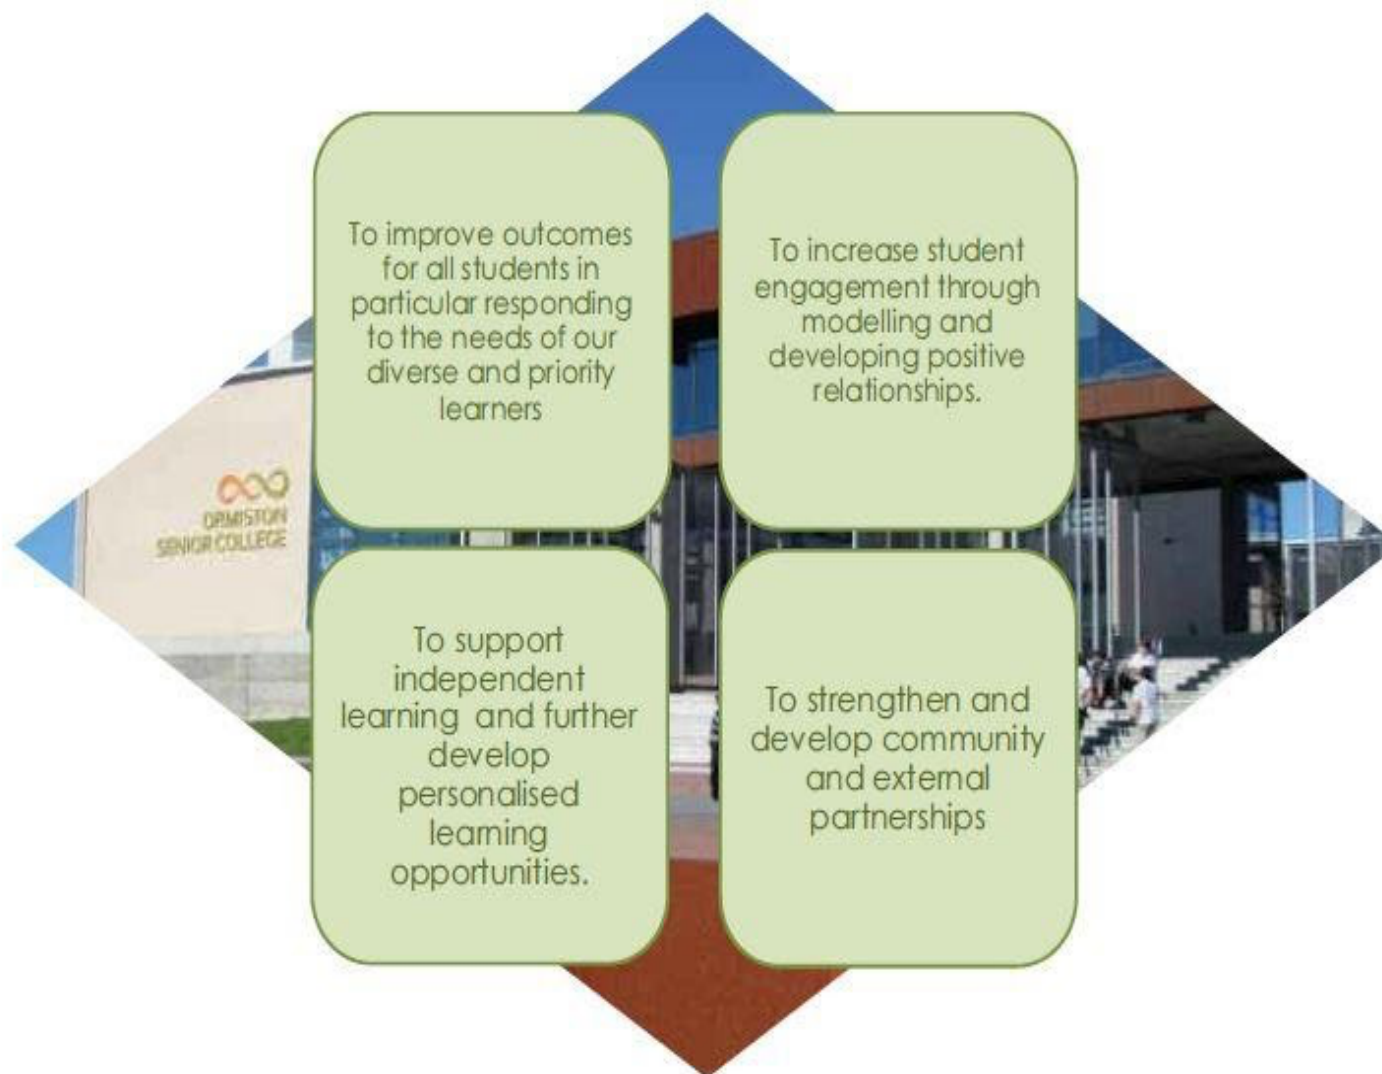 To improve outcomes
for all students in
particular responding
to the needs of our
diverse and priority
learners
To increase student
engagement through
modelling and
developing positive
relationships.
ORMISTON
SENIOR COLLEGE
To support
independent
learning and further
develop
personalised
learning
opportunities.
To strengthen and
develop community
and external
partnerships